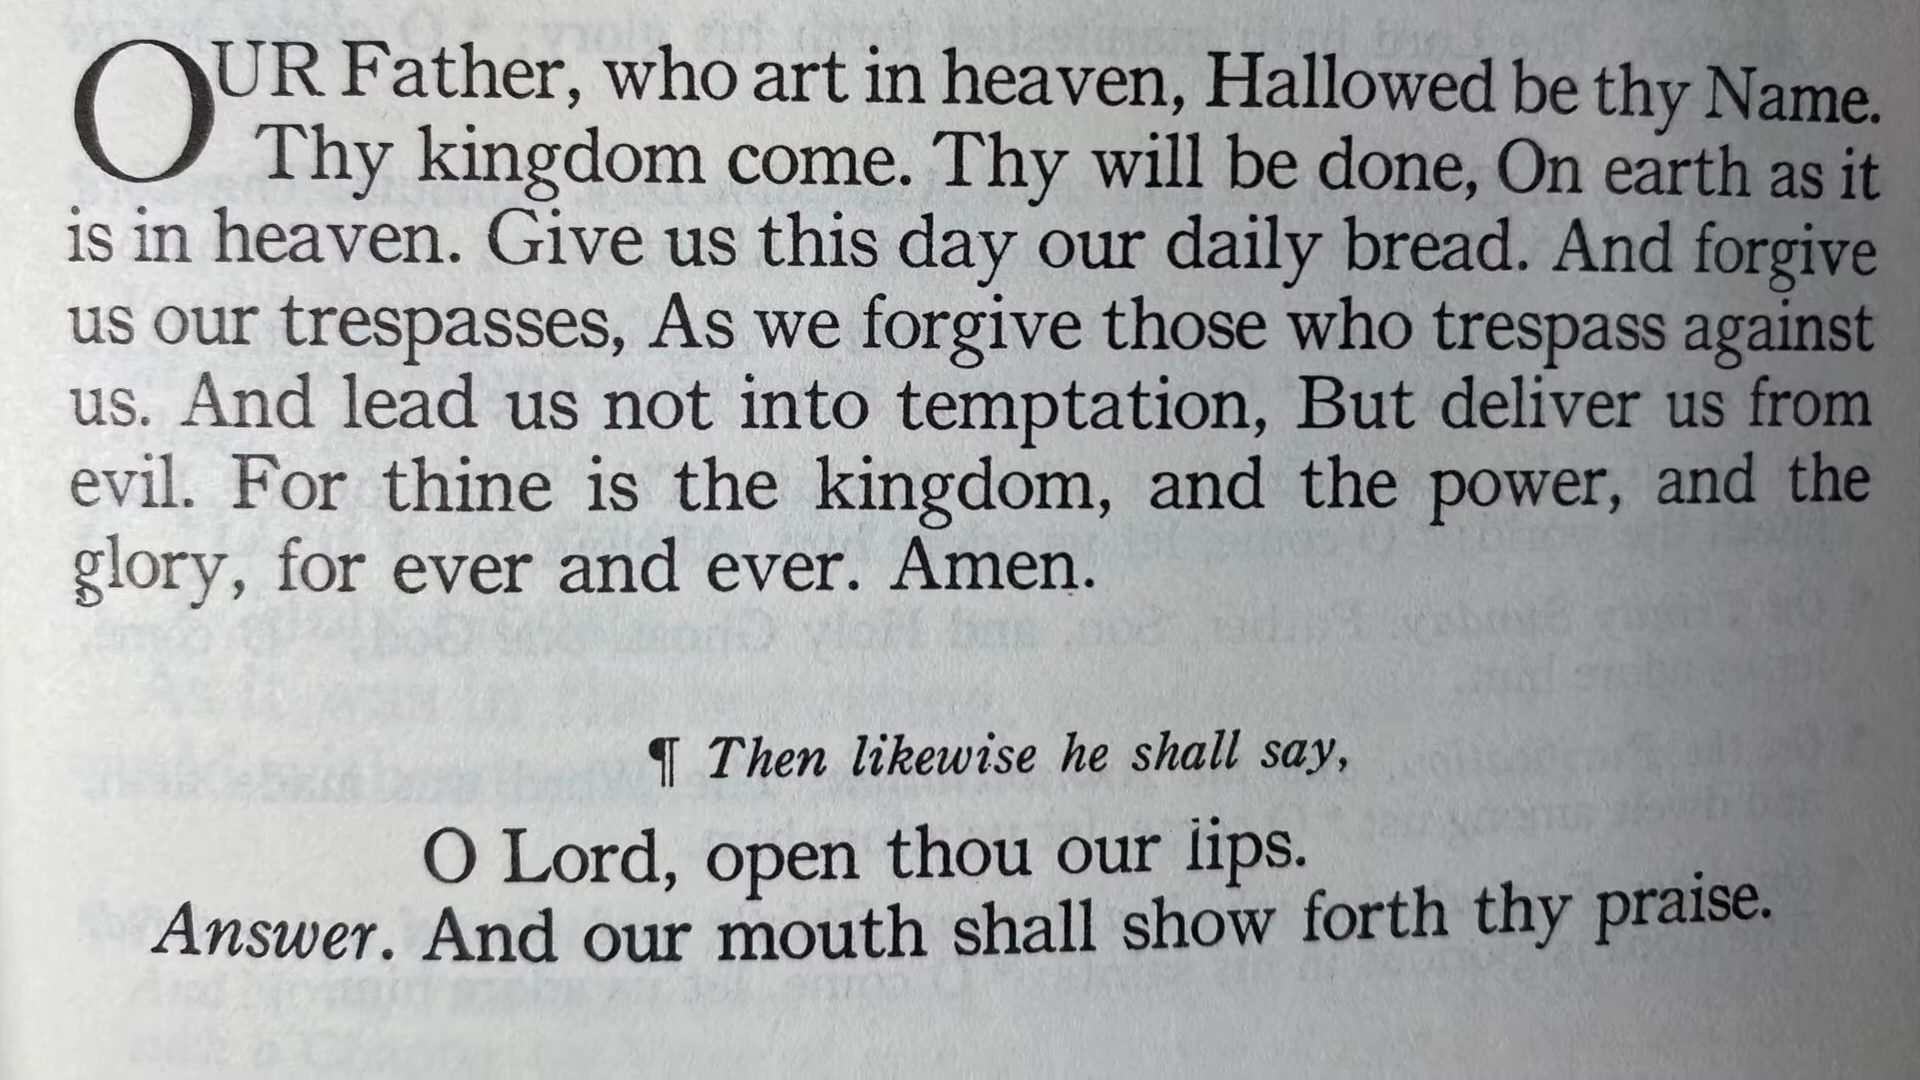 OUR Father, who art in heaven, Hallowed be thy Name.
Thy kingdom come. Thy will be done, On earth as it
is in heaven. Give us this day our daily bread. And forgive
us our trespasses, As we forgive those who trespass against
us. And lead us not into temptation, But deliver us from
evil. For thine is the kingdom, and the power, and the
glory, for ever and ever. Amen.
¶ Then likewise he shall say,
O Lord, open thou our lips.
Answer. And our mouth shall show forth thy praise.